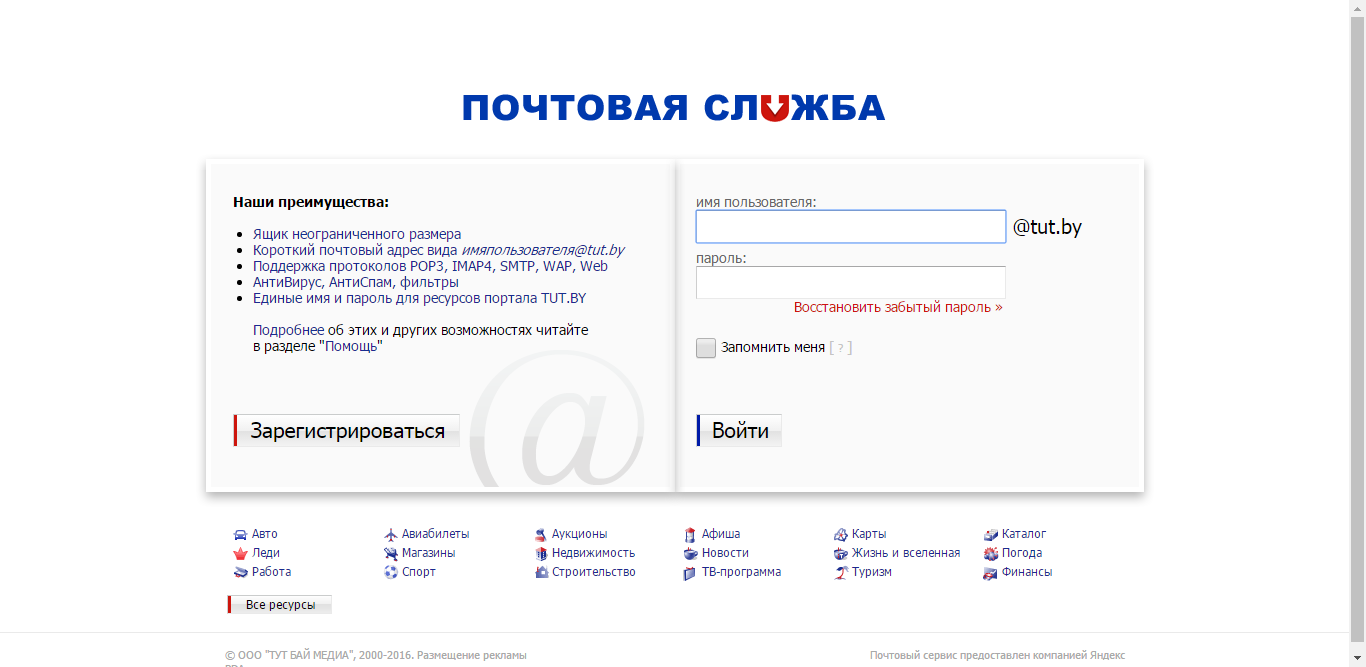 ПОЧТОВАЯ СЛУЖБА
Наши преимущества:
Ящик неограниченного размера
Короткий почтовый адрес вида имяпользователя@tut.by
Поддержка протоколов POP3, IMAP4, SMTP, WAP, Web
АнтиВирус, АнтиСпам, фильтры
Единые имя и пароль для ресурсов портала TUT.BY
Подробнее об этих и других возможностях читайте
в разделе "Помощь"
Зарегистрироваться
имя пользователя:
@tut.by
пароль:
Восстановить забытый пароль »
Запомнить меня [ ? ]
Войти
@
Авто Авиабилеты Аукционы Афиша Карты Каталог
Леди Магазины Недвижимость Новости Жизнь и вселенная Погода
Работа Спорт Строительство ТВ-программа Туризм Финансы
Все ресурсы
© ООО "ТУТ БАЙ МЕДИА", 2000-2016. Размещение рекламы
Почтовый сервис предоставлен компанией Яндекс